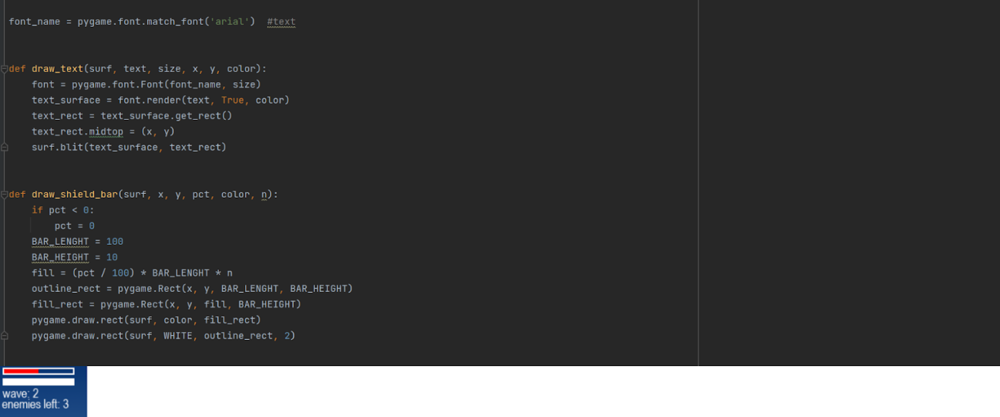 font_name = pygame.font.match_font('arial')  #text
def draw_text(surf, text, size, x, y, color):
    font = pygame.font.Font(font_name, size)
    text_surface = font.render(text, True, color)
    text_rect = text_surface.get_rect()
    text_rect.midtop = (x, y)
    surf.blit(text_surface, text_rect)
def draw_shield_bar(surf, x, y, pct, color, n):
    if pct < 0:
        pct = 0
    BAR_LENGHT = 100
    BAR_HEIGHT = 10
    fill = (pct / 100) * BAR_LENGHT * n
    outline_rect = pygame.Rect(x, y, BAR_LENGHT, BAR_HEIGHT)
    fill_rect = pygame.Rect(x, y, fill, BAR_HEIGHT)
    pygame.draw.rect(surf, color, fill_rect)
    pygame.draw.rect(surf, WHITE, outline_rect, 2)
wave: 2
enemies left: 3